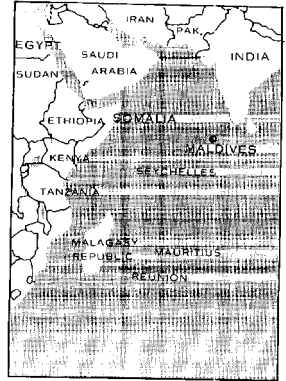 IRAN
PAK.
EGYPT
SAUDI
ARABIA
INDIA
SUDAN
ETHIOPIA
SOMALIA
MALDIVES
KENYA
SEYCHELLES
TANZANIA
MALAGASY
REPUBLIC
MAURITIUS
REUNION